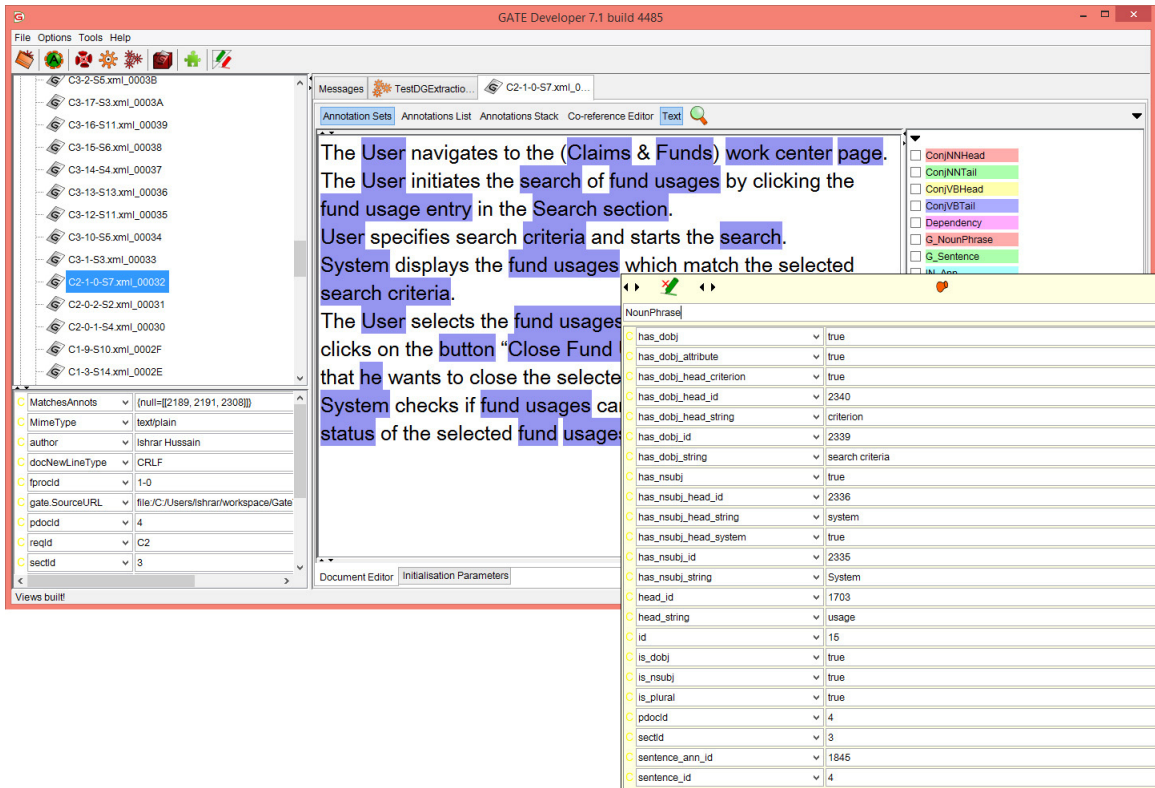 GATE Developer 7.1 build 4485
File Options Tools Help
C3-2-S5.xml_0003B
C3-17-S3.xml_0003A
C3-16-S11.xml_00039
C3-15-S6.xml_00038
C3-14-S4.xml_00037
C3-13-S13.xml_00036
C3-12-S11.xml_00035
C3-10-S5.xml_00034
C3-1-S3.xml_00033
C2-1-0-S7.xml_00032
C2-0-2-S2.xml_00031
C2-0-1-S4.xml_00030
C1-9-S10.xml_0002F
C1-3-S14.xml_0002E
C MatchesAnnots {null=[[2189, 2191, 2308]]}
C MimeType text/plain
C author Ishrar Hussain
C docNewLineType CRLF
C fprocId 1-0
C gate.SourceURL file:/C:/Users/Ishrar/workspace/Gate
C pdocId 4
C reqId C2
C sectId 3
Views built!
Messages TestDGExtractio... C2-1-0-S7.xml_0...
Annotation Sets Annotations List Annotations Stack Co-reference Editor Text
The User navigates to the (Claims & Funds) work center page.
The User initiates the search of fund usages by clicking the
fund usage entry in the Search section.
User specifies search criteria and starts the search.
System displays the fund usages which match the selected
search criteria.
The User selects the fund usages
clicks on the button “Close Fund
that he wants to close the selecte
System checks if fund usages
status of the selected fund usages
Document Editor Initialisation Parameters
ConjNNHead
ConjNNTail
ConjVBHead
ConjVBTail
Dependency
G_NounPhrase
G_Sentence
IN_Ann
NounPhrase
C has_dobj true
C has_dobj_attribute true
C has_dobj_head_criterion true
C has_dobj_head_id 2340
C has_dobj_head_string criterion
C has_dobj_id 2339
C has_dobj_string search criteria
C has_nsubj true
C has_nsubj_head_id 2336
C has_nsubj_head_string system
C has_nsubj_head_system true
C has_nsubj_id 2335
C has_nsubj_string System
C head_id 1703
C head_string usage
C id 15
C is_dobj true
C is_nsubj true
C is_plural true
C pdocId 4
C sectId 3
C sentence_ann_id 1845
C sentence_id 4